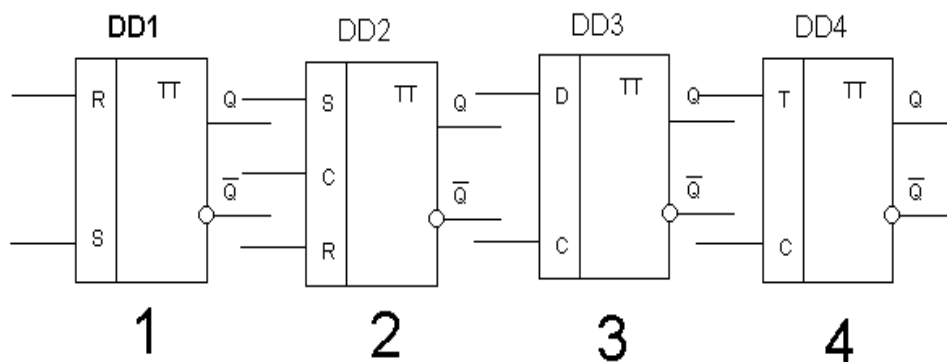 DD1 DD2 DD3 DD4
R TT Q S TT Q D TT Q T TT Q
C
S Q̅ R Q̅ C Q̅ C Q̅
1 2 3 4